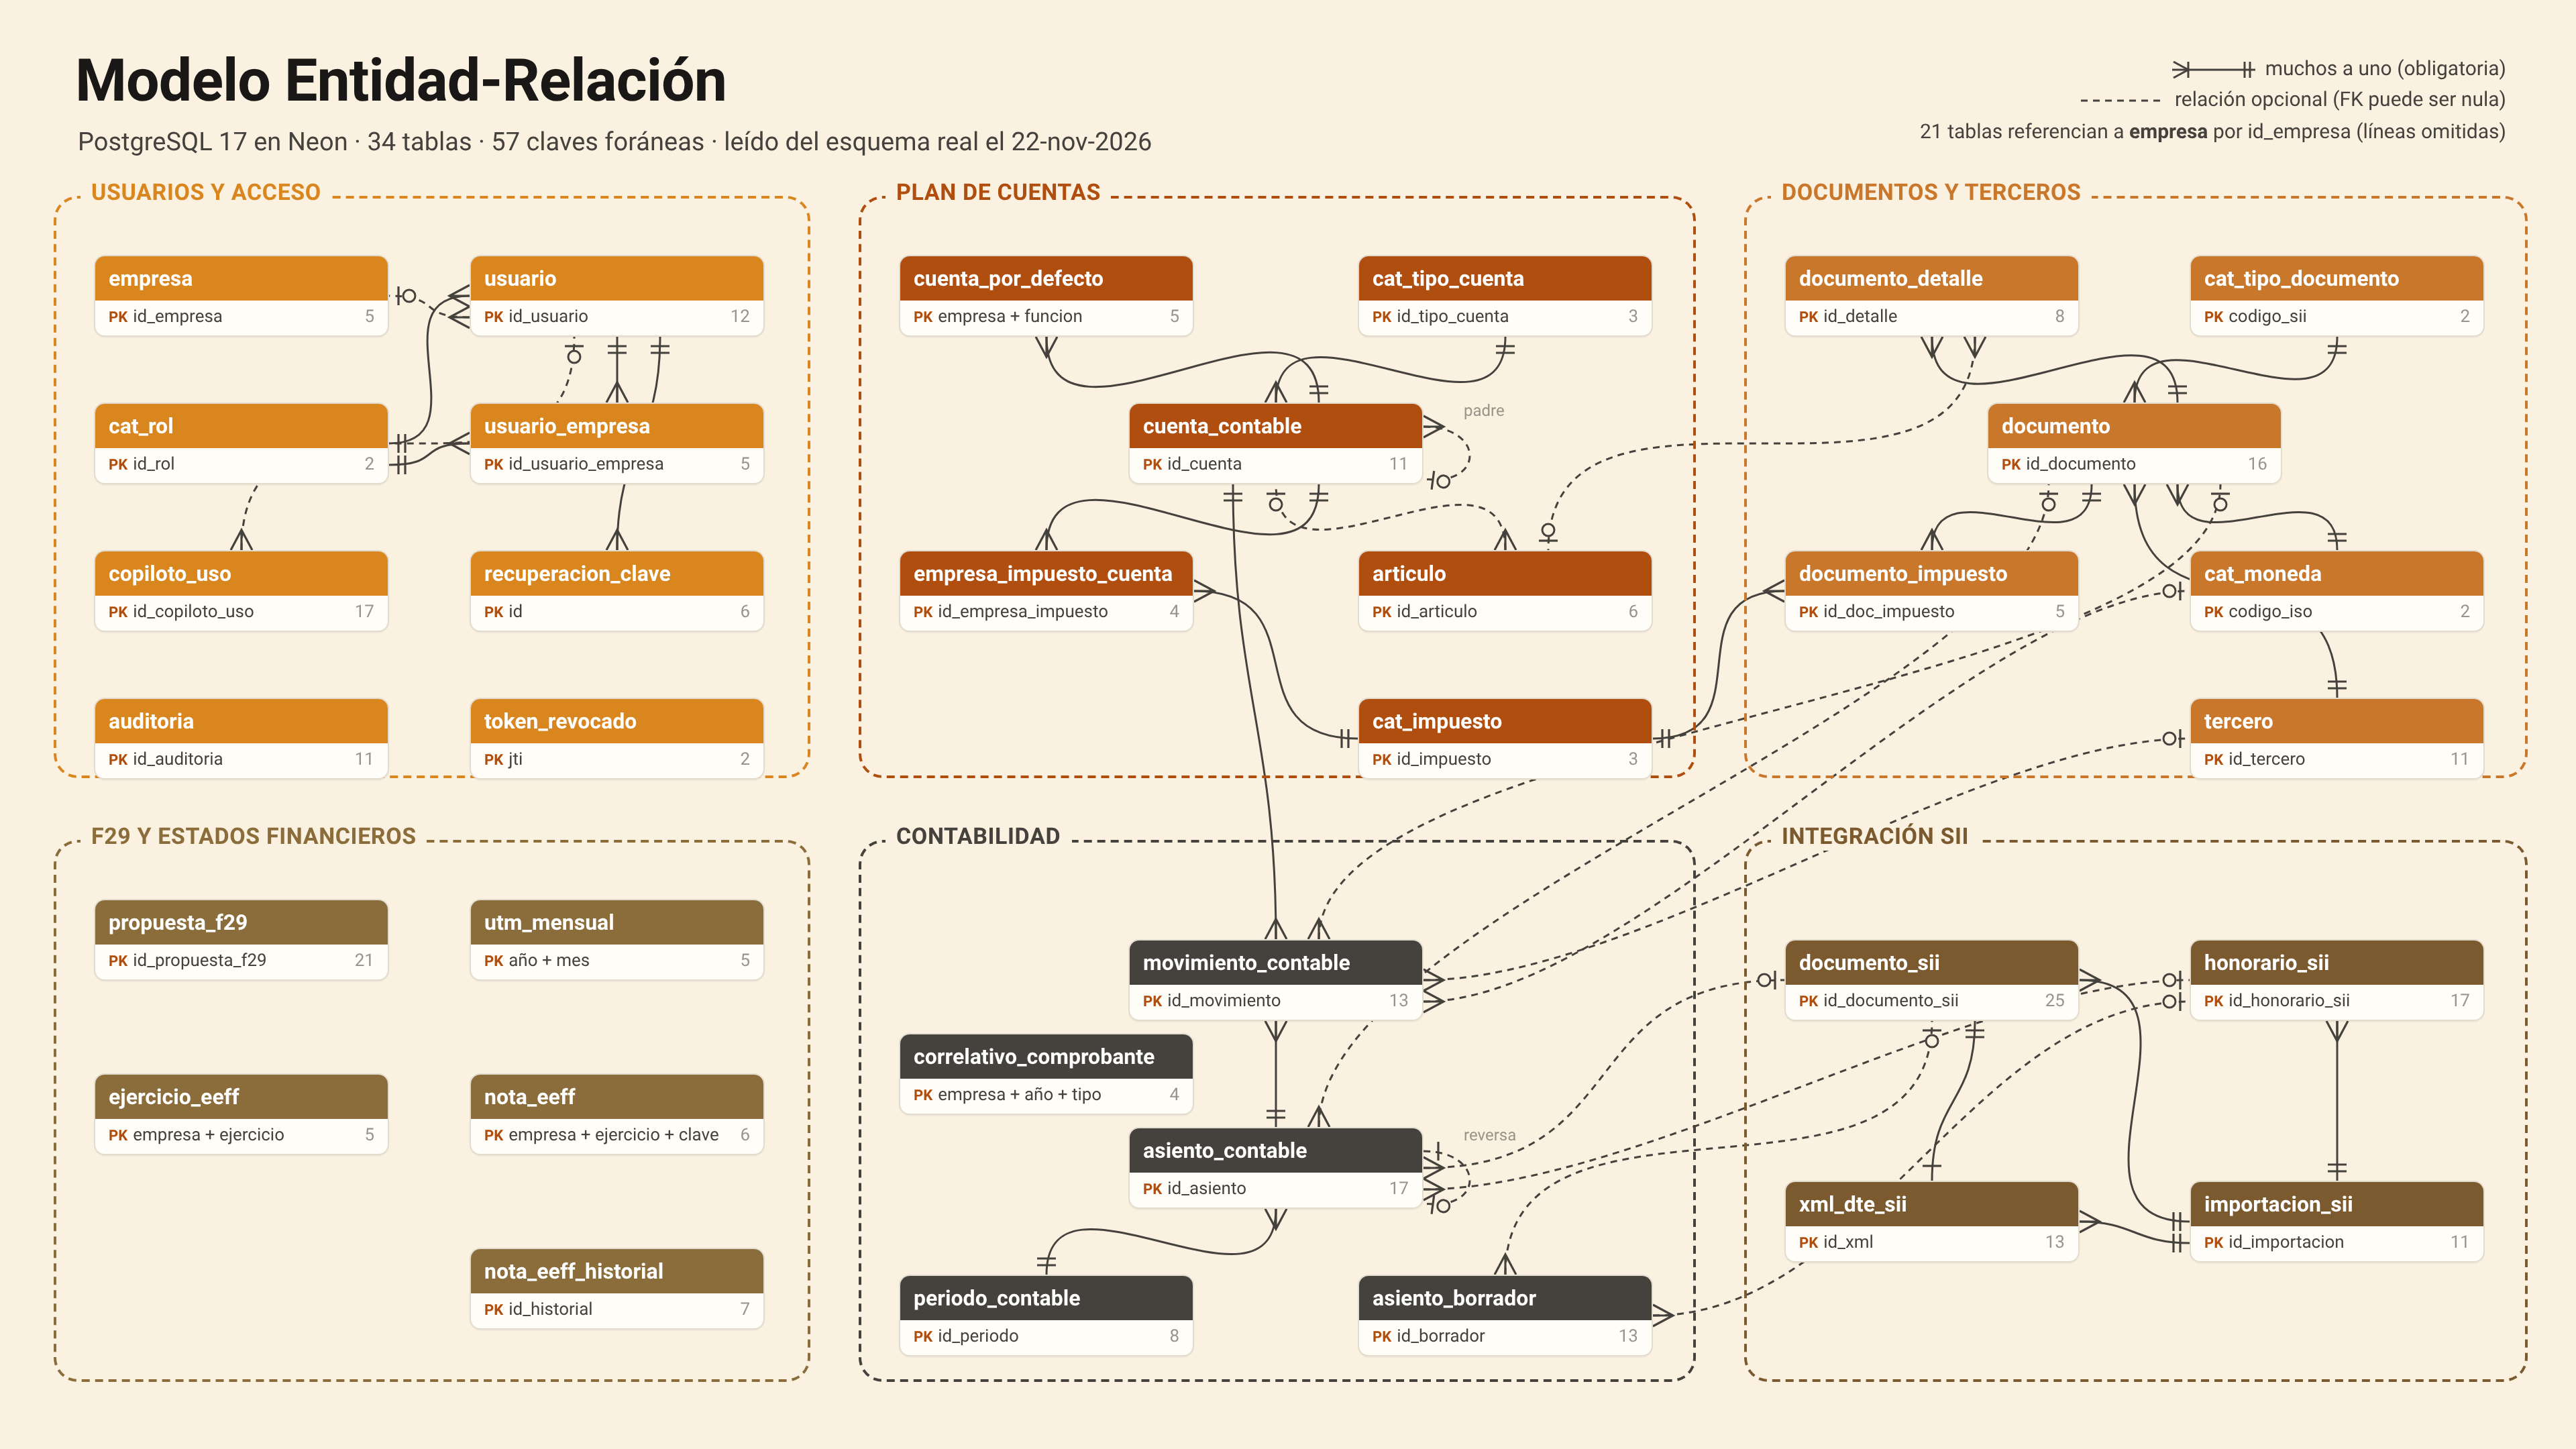 Modelo Entidad-Relación
PostgreSQL 17 en Neon · 34 tablas · 57 claves foráneas · leído del esquema real el 22-nov-2026
muchos a uno (obligatoria)
relación opcional (FK puede ser nula)
21 tablas referencian a empresa por id_empresa (líneas omitidas)
USUARIOS Y ACCESO
empresa
PK id_empresa 5
usuario
PK id_usuario 12
cat_rol
PK id_rol 2
usuario_empresa
PK id_usuario_empresa 5
copiloto_uso
PK id_copiloto_uso 17
recuperacion_clave
PK id 6
auditoria
PK id_auditoria 11
token_revocado
PK jti 2
PLAN DE CUENTAS
cuenta_por_defecto
PK empresa + funcion 5
cat_tipo_cuenta
PK id_tipo_cuenta 3
cuenta_contable
PK id_cuenta 11
padre
empresa_impuesto_cuenta
PK id_empresa_impuesto 4
articulo
PK id_articulo 6
cat_impuesto
PK id_impuesto 3
DOCUMENTOS Y TERCEROS
documento_detalle
PK id_detalle 8
cat_tipo_documento
PK codigo_sii 2
documento
PK id_documento 16
documento_impuesto
PK id_doc_impuesto 5
cat_moneda
PK codigo_iso 2
tercero
PK id_tercero 11
F29 Y ESTADOS FINANCIEROS
propuesta_f29
PK id_propuesta_f29 21
utm_mensual
PK año + mes 5
ejercicio_eeff
PK empresa + ejercicio 5
nota_eeff
PK empresa + ejercicio + clave 6
nota_eeff_historial
PK id_historial 7
CONTABILIDAD
movimiento_contable
PK id_movimiento 13
correlativo_comprobante
PK empresa + año + tipo 4
asiento_contable
PK id_asiento 17
reversa
periodo_contable
PK id_periodo 8
asiento_borrador
PK id_borrador 13
INTEGRACIÓN SII
documento_sii
PK id_documento_sii 25
honorario_sii
PK id_honorario_sii 17
xml_dte_sii
PK id_xml 13
importacion_sii
PK id_importacion 11